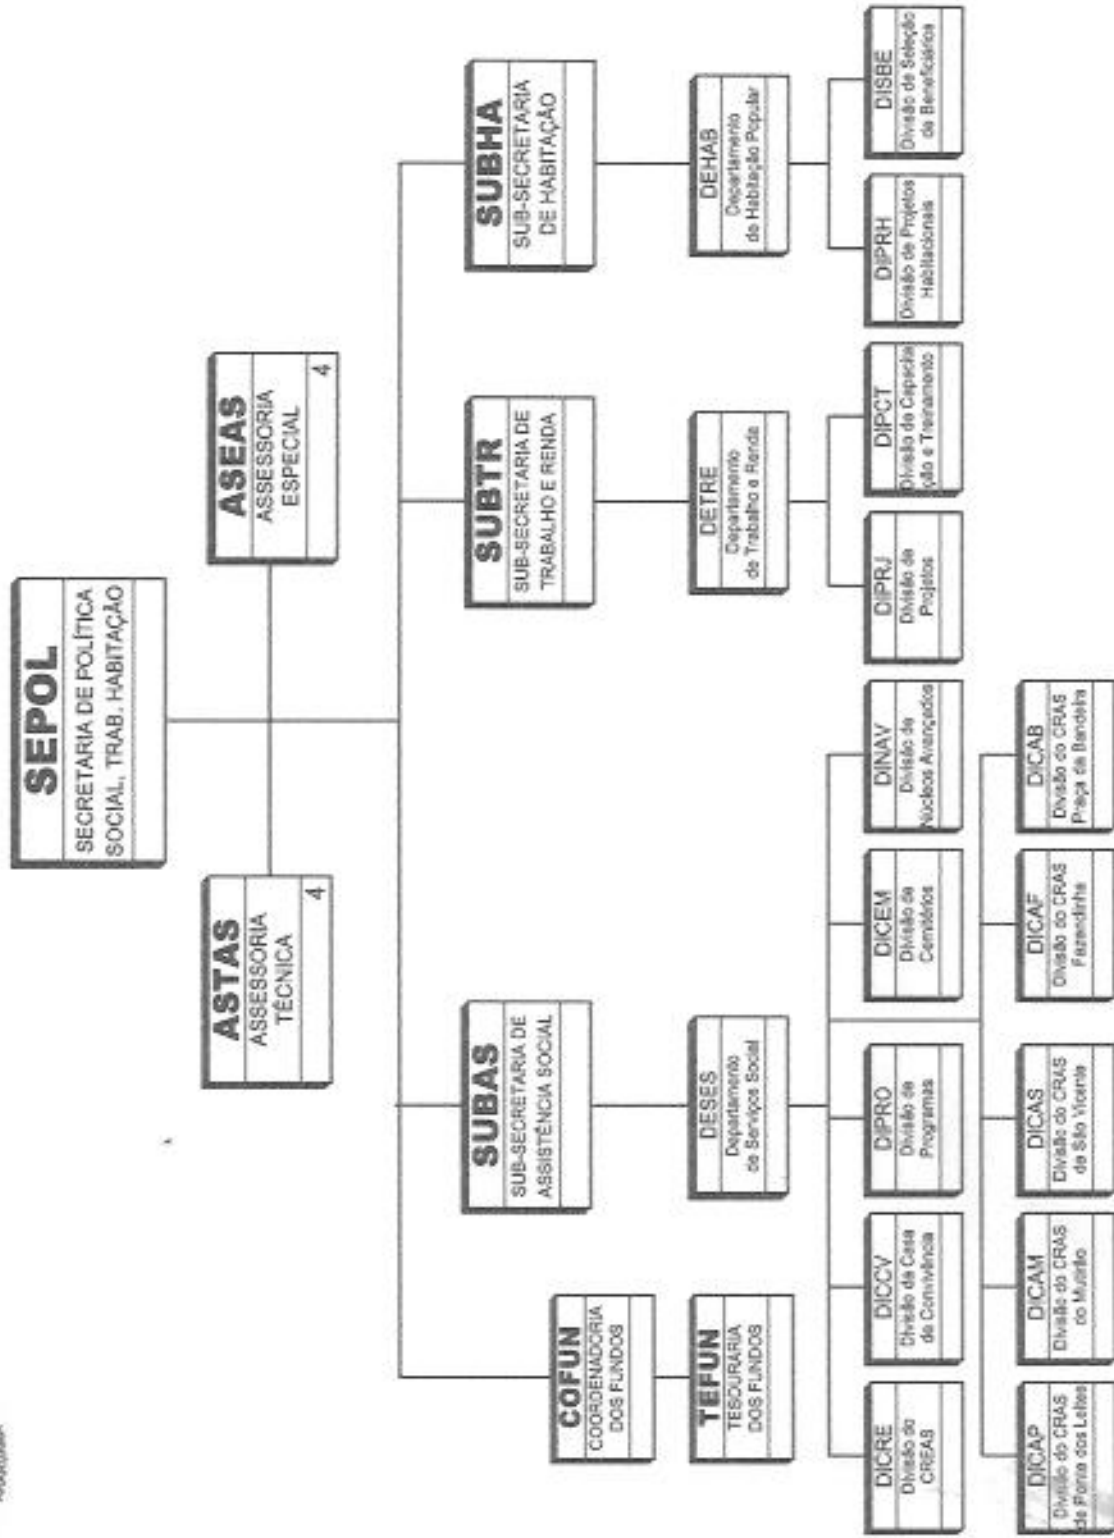 SEPOL
SECRETARIA DE POLÍTICA
SOCIAL, TRAB. HABITAÇÃO
ASTAS
ASSESSORIA
TÉCNICA
4
ASEAS
ASSESSORIA
ESPECIAL
4
COFUN
COORDENADORIA
DOS FUNDOS
TEFUN
TESOURARIA
DOS FUNDOS
SUBAS
SUB-SECRETARIA DE
ASSISTÊNCIA SOCIAL
SUBTR
SUB-SECRETARIA DE
TRABALHO E RENDA
SUBHA
SUB-SECRETARIA
DE HABITAÇÃO
DESES
Departamento
de Serviços Social
DETRE
Departamento
de Trabalho e Renda
DEHAB
Departamento
de Habitação Popular
DICRE
Divisão do
CREAS
DICCV
Divisão da Casa
de Convivência
DIPRO
Divisão de
Programas
DICEM
Divisão de
Cemitérios
DINAV
Divisão de
Núcleos Avançados
DIPRJ
Divisão de
Projetos
DIPCT
Divisão de Capacita
ção e Treinamento
DIPRH
Divisão de Projetos
Habitacionais
DISBE
Divisão de Seleção
de Beneficiários
DICAP
Divisão do CRAS
de Ponte dos Leites
DICAM
Divisão do CRAS
do Mutirão
DICAS
Divisão do CRAS
de São Vicente
DICAF
Divisão do CRAS
Fazendinha
DICAB
Divisão do CRAS
Praça da Bandeira